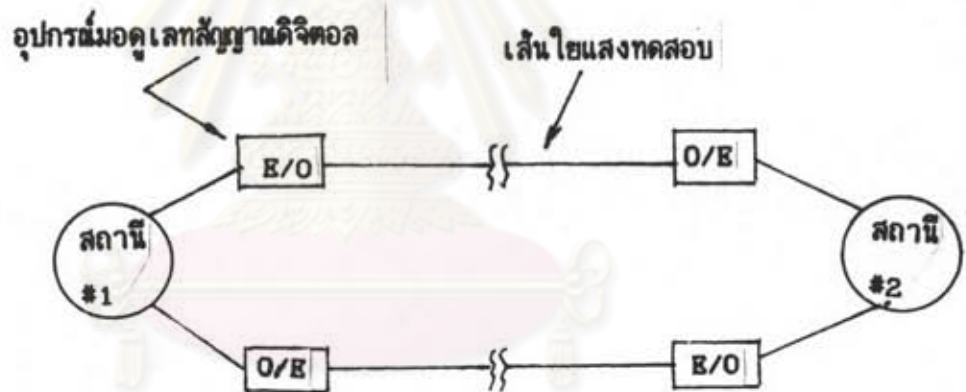 อุปกรณ์มอดูเลทสัญญาณดิจิตอล
เส้นใยแสงทดสอบ
E/O
O/E
สถานี
#1
สถานี
#2
O/E
E/O